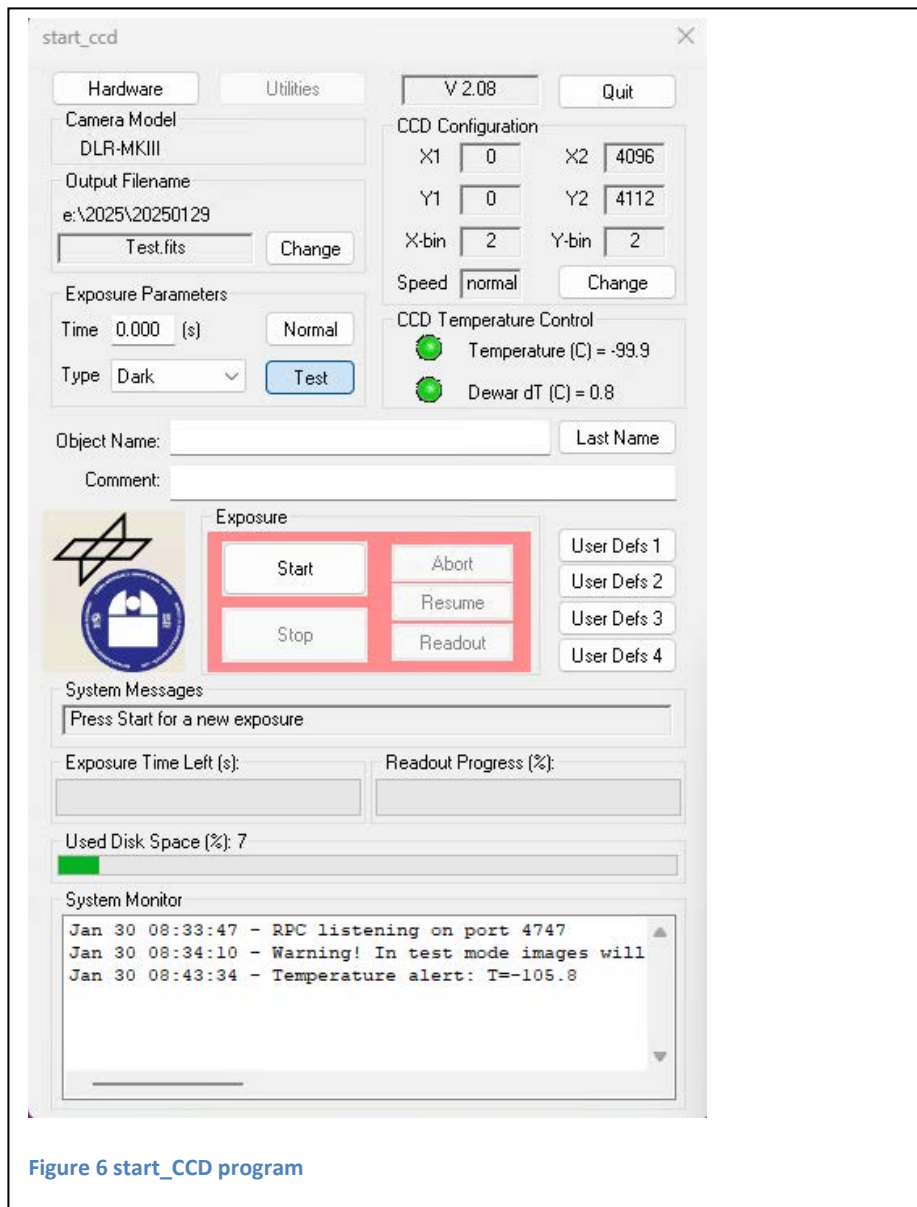 start_ccd
Hardware Utilities V 2.08 Quit
Camera Model
DLR-MKIII
Output Filename
e:\2025\20250129
Test.fits Change
CCD Configuration
X1 0 X2 4096
Y1 0 Y2 4112
X-bin 2 Y-bin 2
Speed normal Change
Exposure Parameters
Time 0.000 (s) Normal
Type Dark Test
CCD Temperature Control
Temperature (C) = -99.9
Dewar dT (C) = 0.8
Object Name: Last Name
Comment:
Exposure
Start Abort
Resume
Stop Readout
User Defs 1
User Defs 2
User Defs 3
User Defs 4
System Messages
Press Start for a new exposure
Exposure Time Left (s): Readout Progress (%):
Used Disk Space (%): 7
System Monitor
Jan 30 08:33:47 - RPC listening on port 4747
Jan 30 08:34:10 - Warning! In test mode images will
Jan 30 08:43:34 - Temperature alert: T=-105.8
Figure 6 start_CCD program